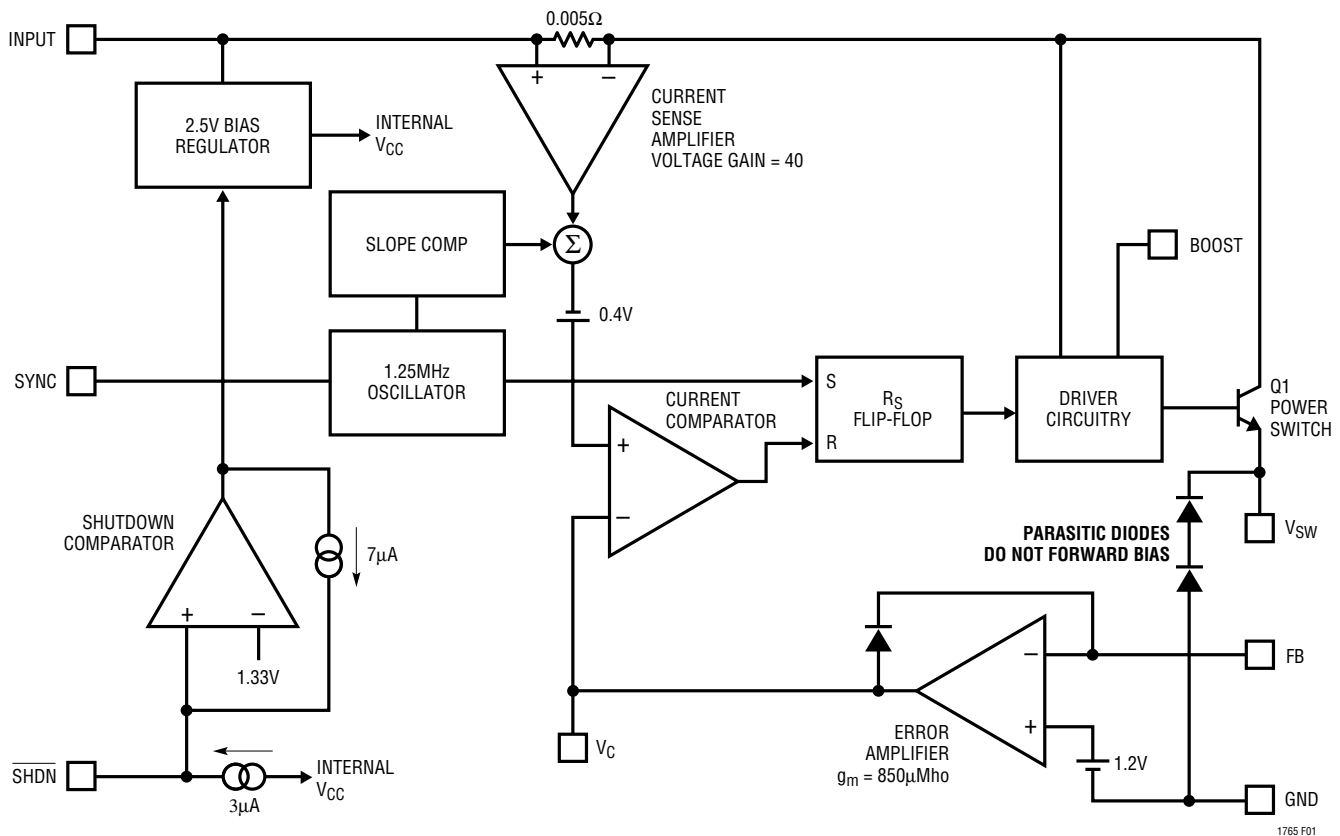 INPUT
0.005Ω
+
–
CURRENT
SENSE
AMPLIFIER
VOLTAGE GAIN = 40
2.5V BIAS
REGULATOR
INTERNAL
VCC
SLOPE COMP
Σ
BOOST
0.4V
SYNC
1.25MHz
OSCILLATOR
CURRENT
COMPARATOR
+
–
S
R
RS
FLIP-FLOP
DRIVER
CIRCUITRY
Q1
POWER
SWITCH
SHUTDOWN
COMPARATOR
7µA
+
–
1.33V
PARASITIC DIODES
DO NOT FORWARD BIAS
VSW
–
+
FB
ERROR
AMPLIFIER
gm = 850µMho
1.2V
VC
SHDN
3µA
INTERNAL
VCC
GND
1765 F01